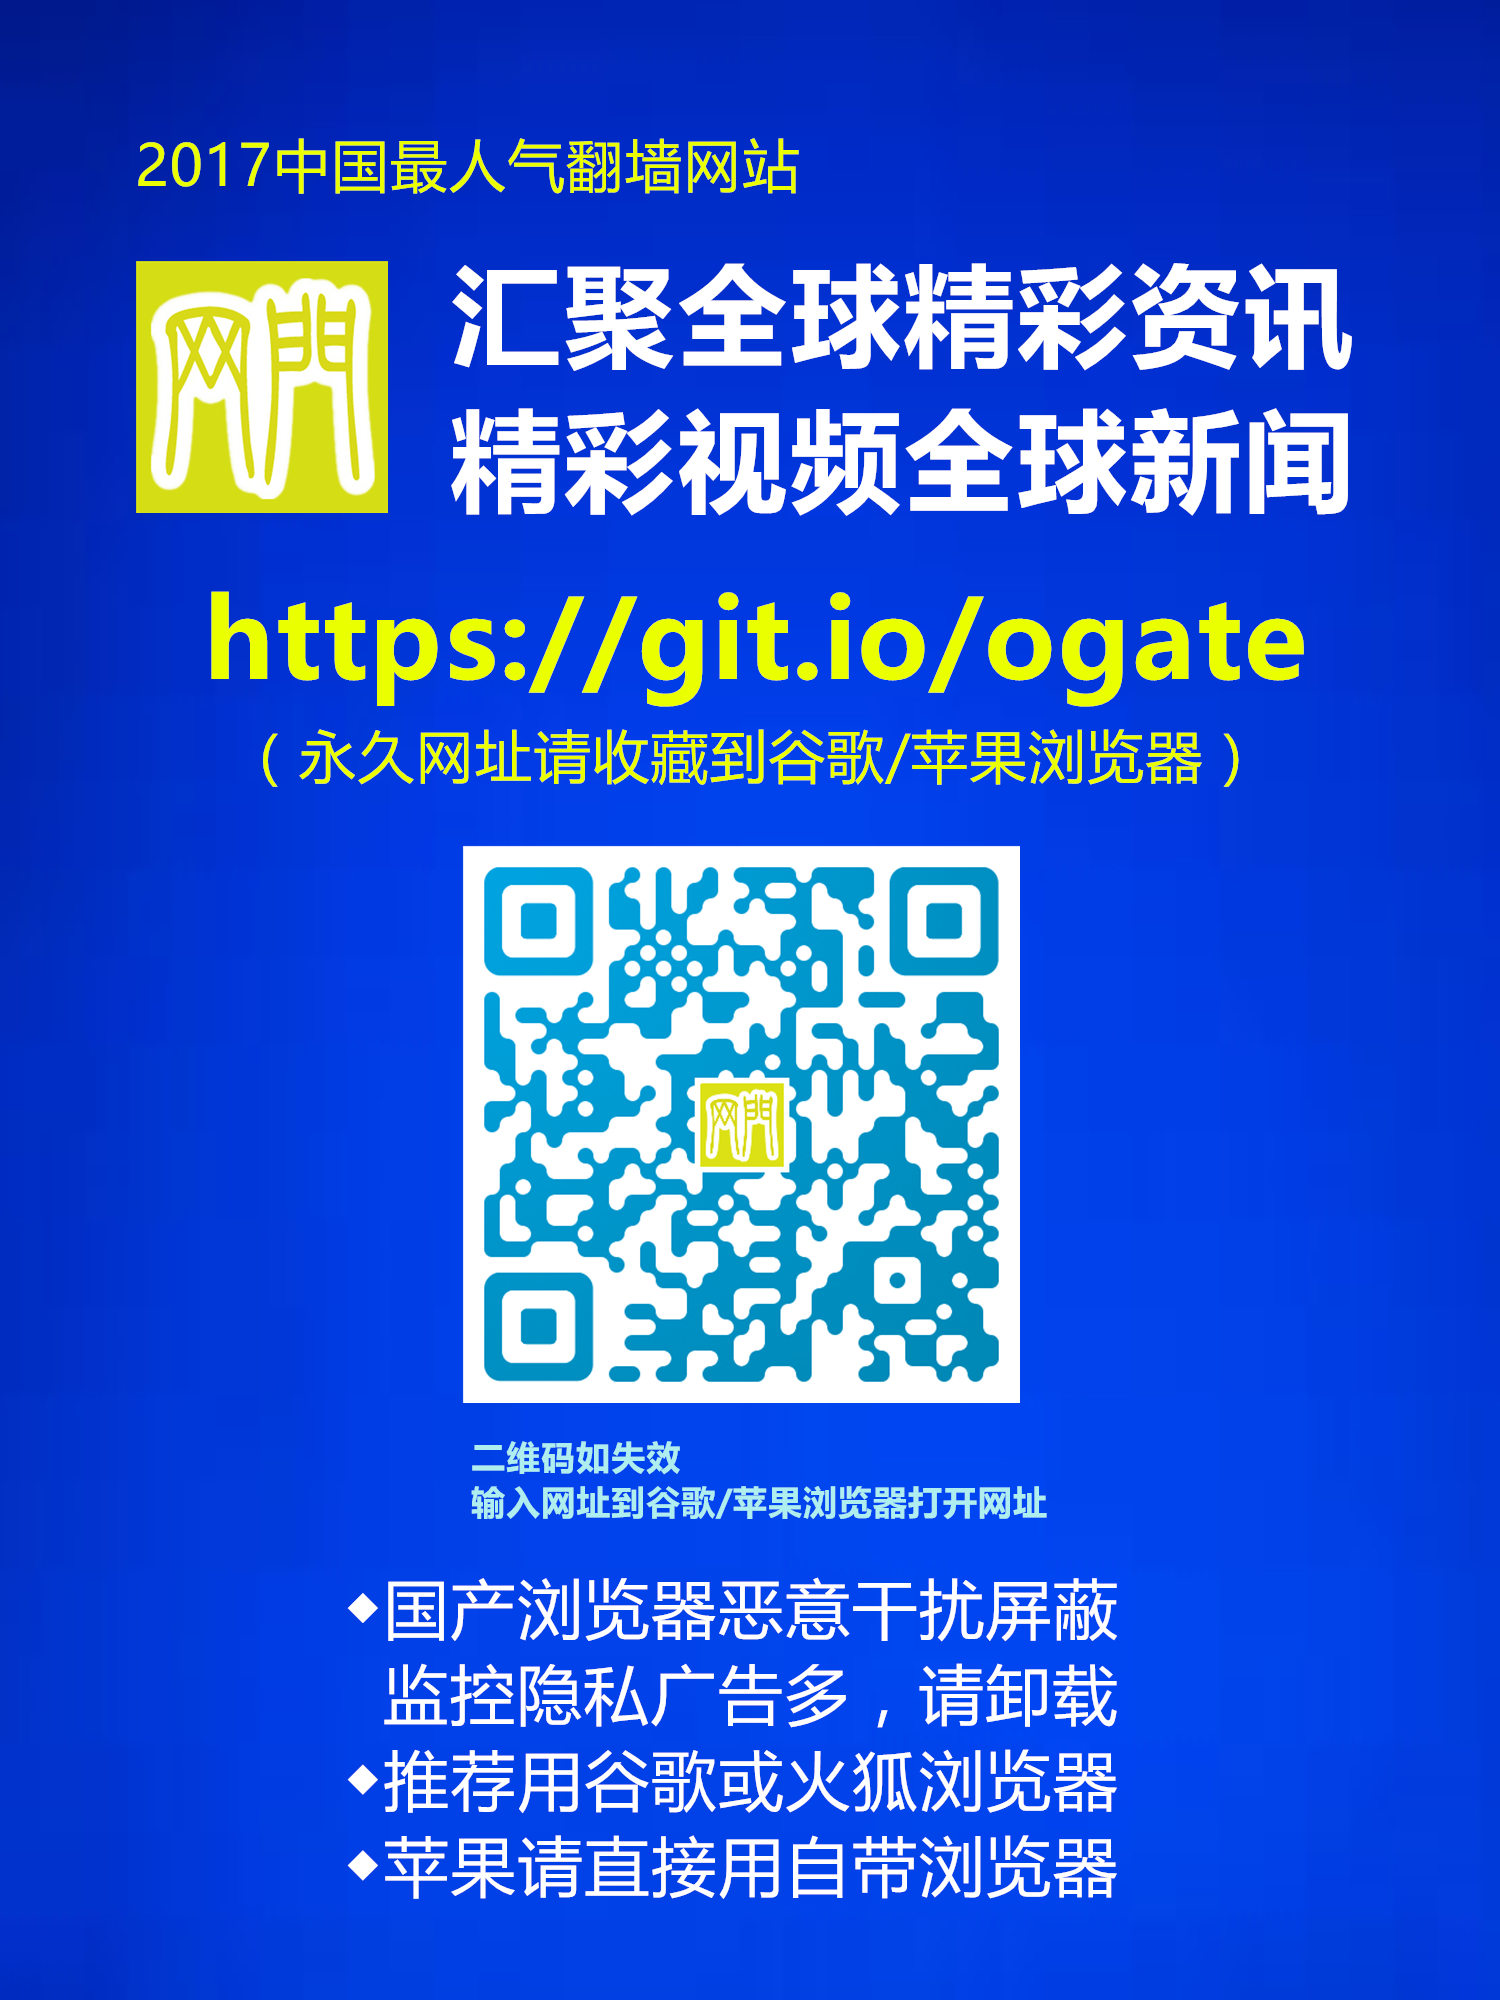 2017中国最人气翻墙网站
网門
汇聚全球精彩资讯
精彩视频全球新闻
https://git.io/ogate
（永久网址请收藏到谷歌/苹果浏览器）
网門
二维码如失效
输入网址到谷歌/苹果浏览器打开网址
◆国产浏览器恶意干扰屏蔽
监控隐私广告多，请卸载
◆推荐用谷歌或火狐浏览器
◆苹果请直接用自带浏览器